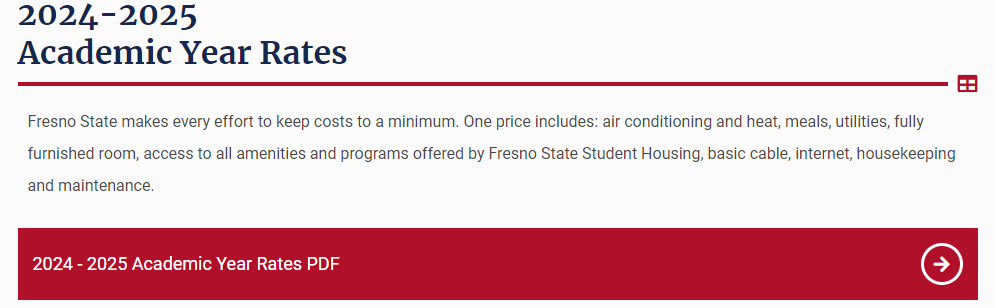 2024-2025
Academic Year Rates
Fresno State makes every effort to keep costs to a minimum. One price includes: air conditioning and heat, meals, utilities, fully
furnished room, access to all amenities and programs offered by Fresno State Student Housing, basic cable, internet, housekeeping
and maintenance.
2024 - 2025 Academic Year Rates PDF